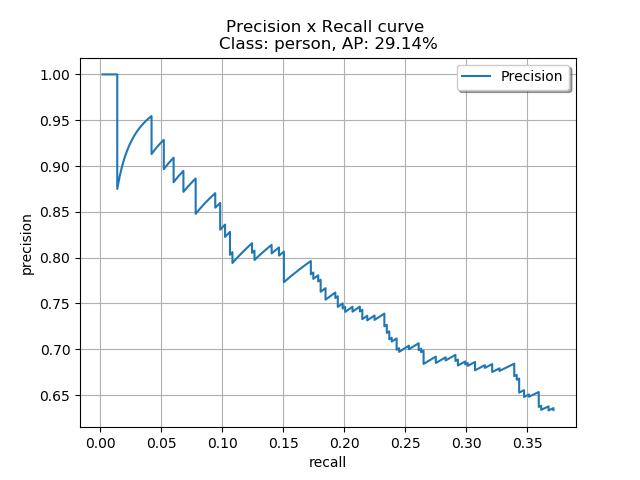 Precision x Recall curve
Class: person, AP: 29.14%
Precision
1.00
0.95
0.90
0.85
0.80
0.75
0.70
0.65
precision
0.00 0.05 0.10 0.15 0.20 0.25 0.30 0.35
recall